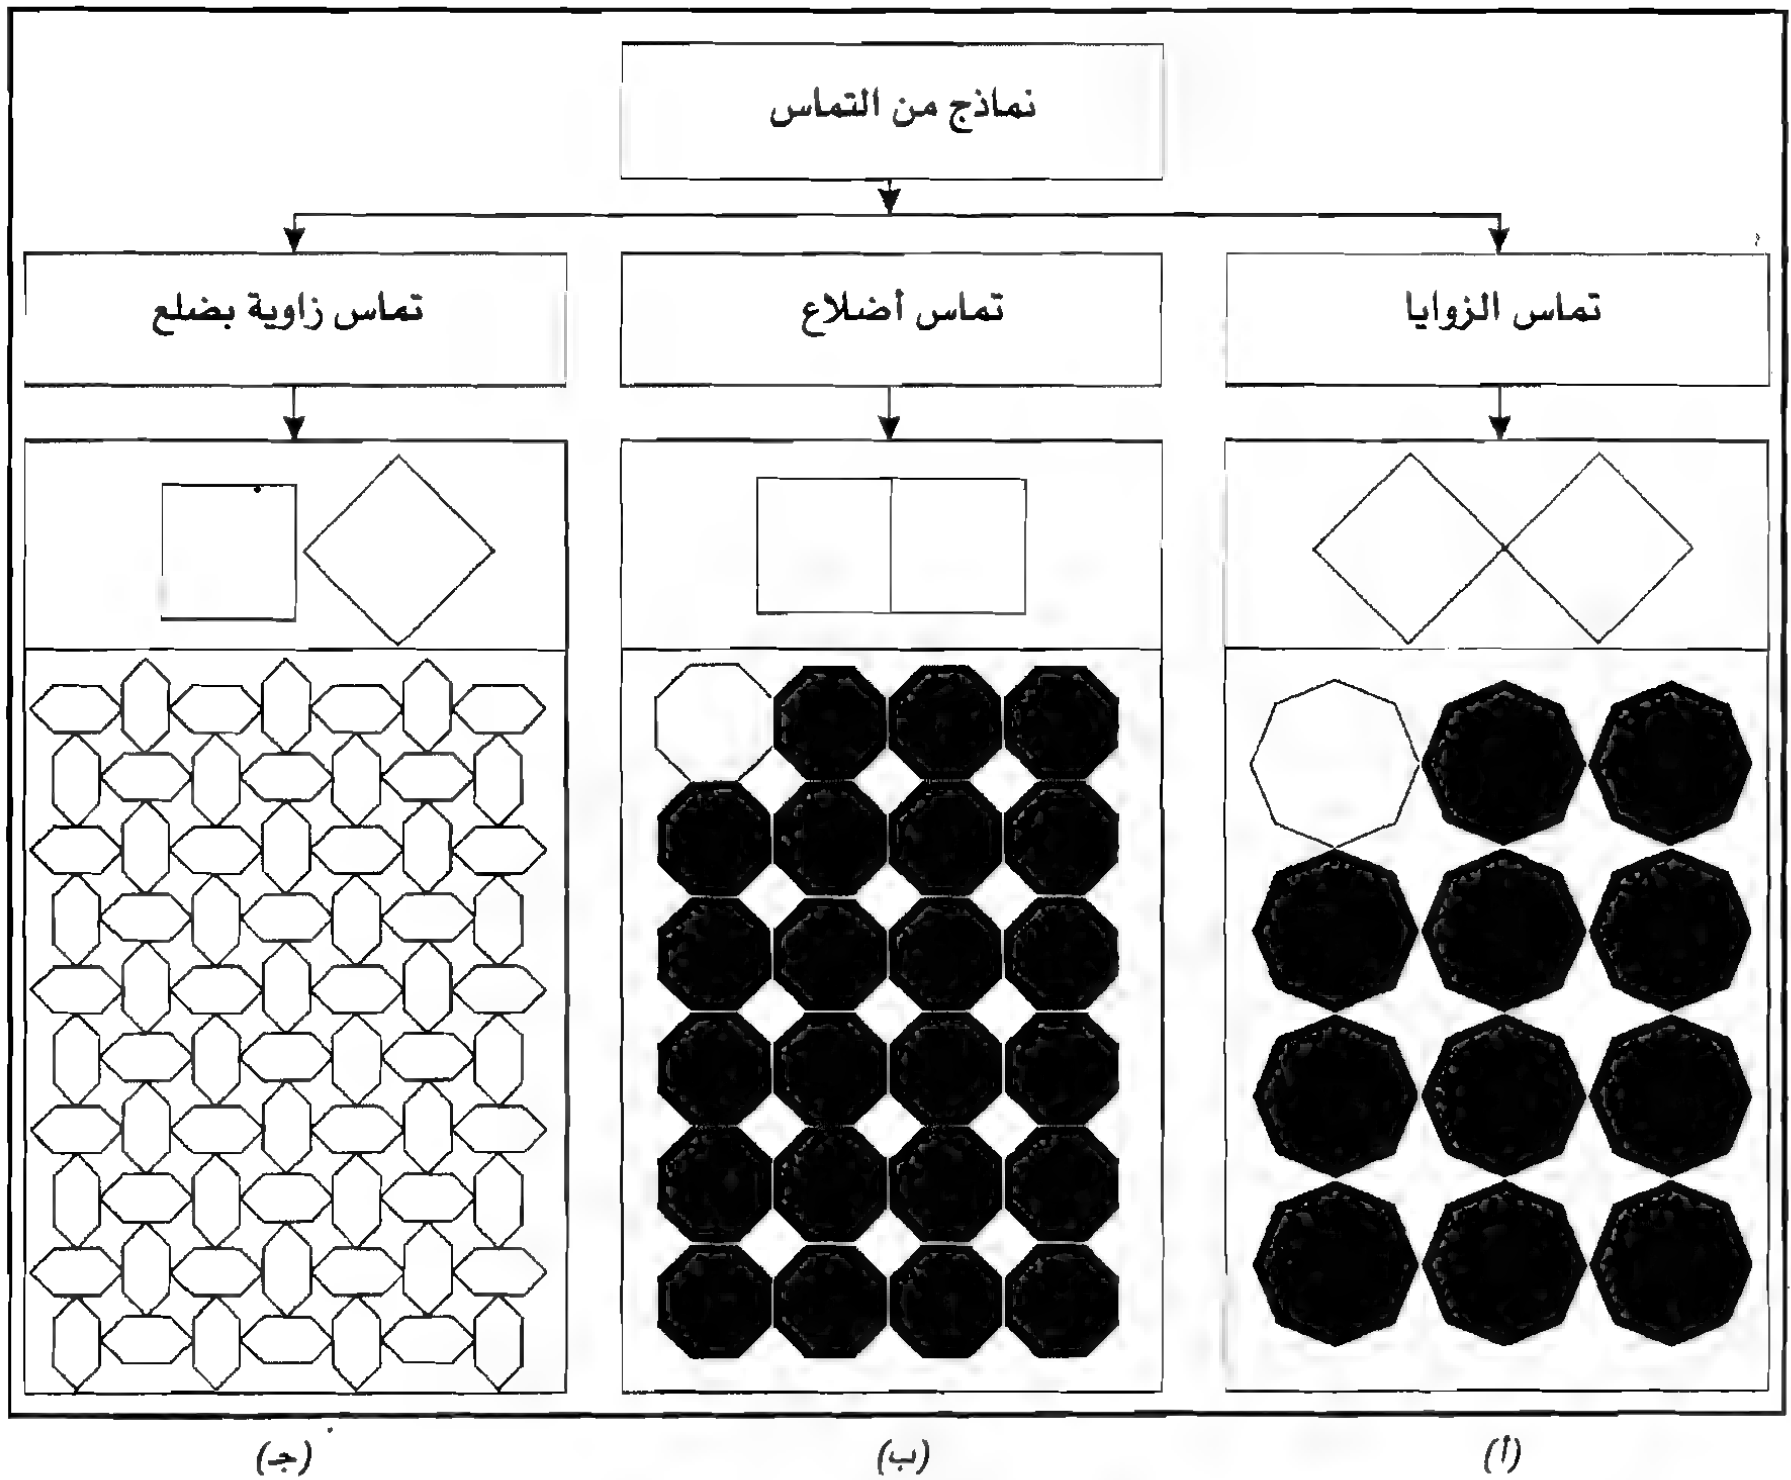 نماذج من التماس
تماس الزوايا
تماس أضلاع
تماس زاوية بضلع
(أ)
(ب)
(جـ)